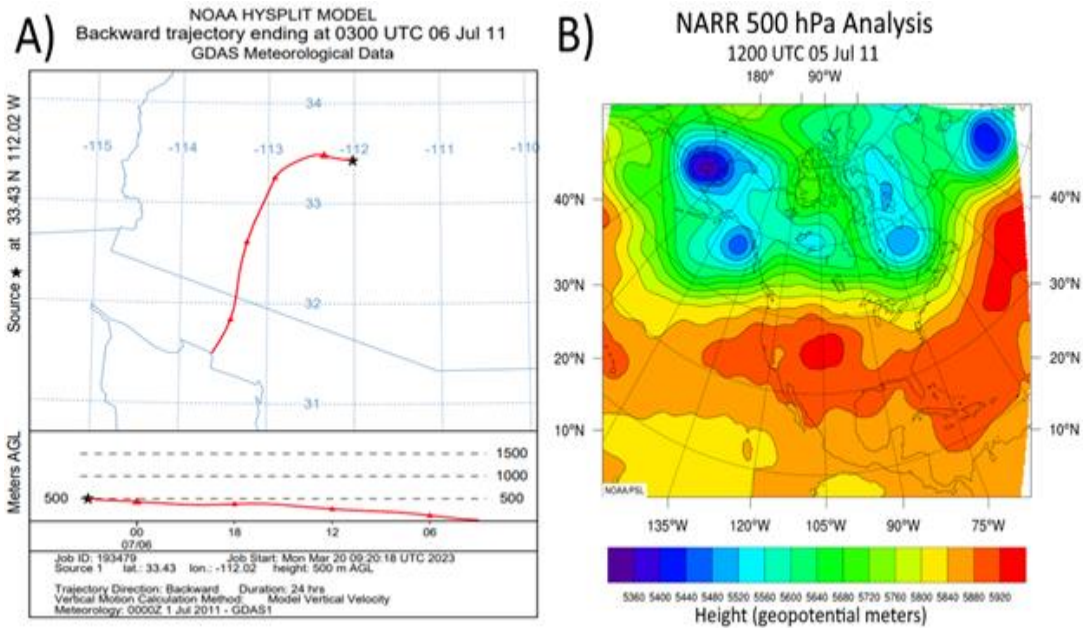 A)
NOAA HYSPLIT MODEL
Backward trajectory ending at 0300 UTC 06 Jul 11
GDAS Meteorological Data
Source ★ at 33.43 N 112.02 W
34
-115 -114 -113 -112 -111 -110
33
32
31
Meters AGL
1500
1000
500 500
00 18 12 06
07/06
Job ID: 193479 Job Start: Mon Mar 20 09:20:18 UTC 2023
Source 1 lat.: 33.43 lon.: -112.02 height: 500 m AGL
Trajectory Direction: Backward Duration: 24 hrs
Vertical Motion Calculation Method: Model Vertical Velocity
Meteorology: 0000Z 1 Jul 2011 - GDAS1
B)
NARR 500 hPa Analysis
1200 UTC 05 Jul 11
180° 90°W
40°N 40°N
30°N 30°N
20°N 20°N
10°N 10°N
NOAA/PSL
135°W 120°W 105°W 90°W 75°W
5360 5400 5440 5480 5520 5560 5600 5640 5680 5720 5760 5800 5840 5880 5920
Height (geopotential meters)